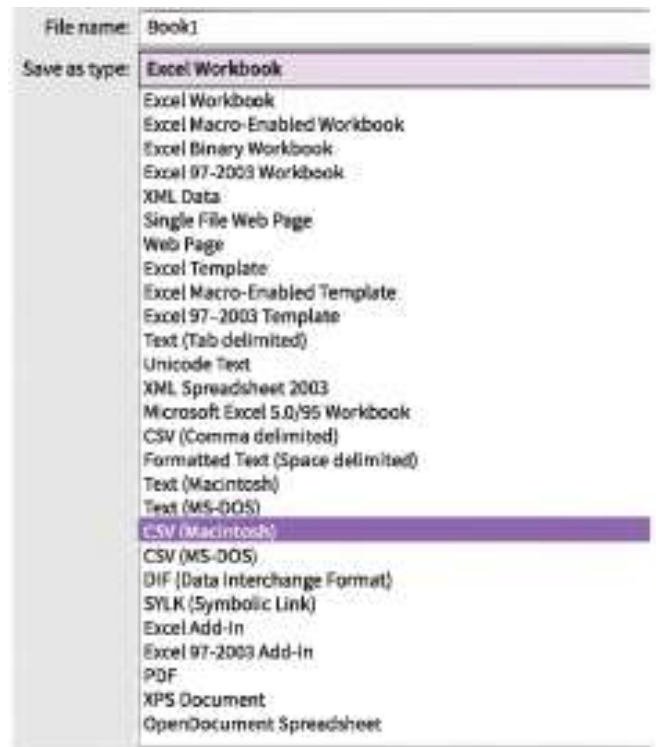 File name: Book1
Save as type: Excel Workbook
Excel Workbook
Excel Macro-Enabled Workbook
Excel Binary Workbook
Excel 97-2003 Workbook
XML Data
Single File Web Page
Web Page
Excel Template
Excel Macro-Enabled Template
Excel 97-2003 Template
Text (Tab delimited)
Unicode Text
XML Spreadsheet 2003
Microsoft Excel 5.0/95 Workbook
CSV (Comma delimited)
Formatted Text (Space delimited)
Text (Macintosh)
Text (MS-DOS)
CSV (Macintosh)
CSV (MS-DOS)
DIF (Data Interchange Format)
SYLK (Symbolic Link)
Excel Add-In
Excel 97-2003 Add-In
PDF
XPS Document
OpenDocument Spreadsheet